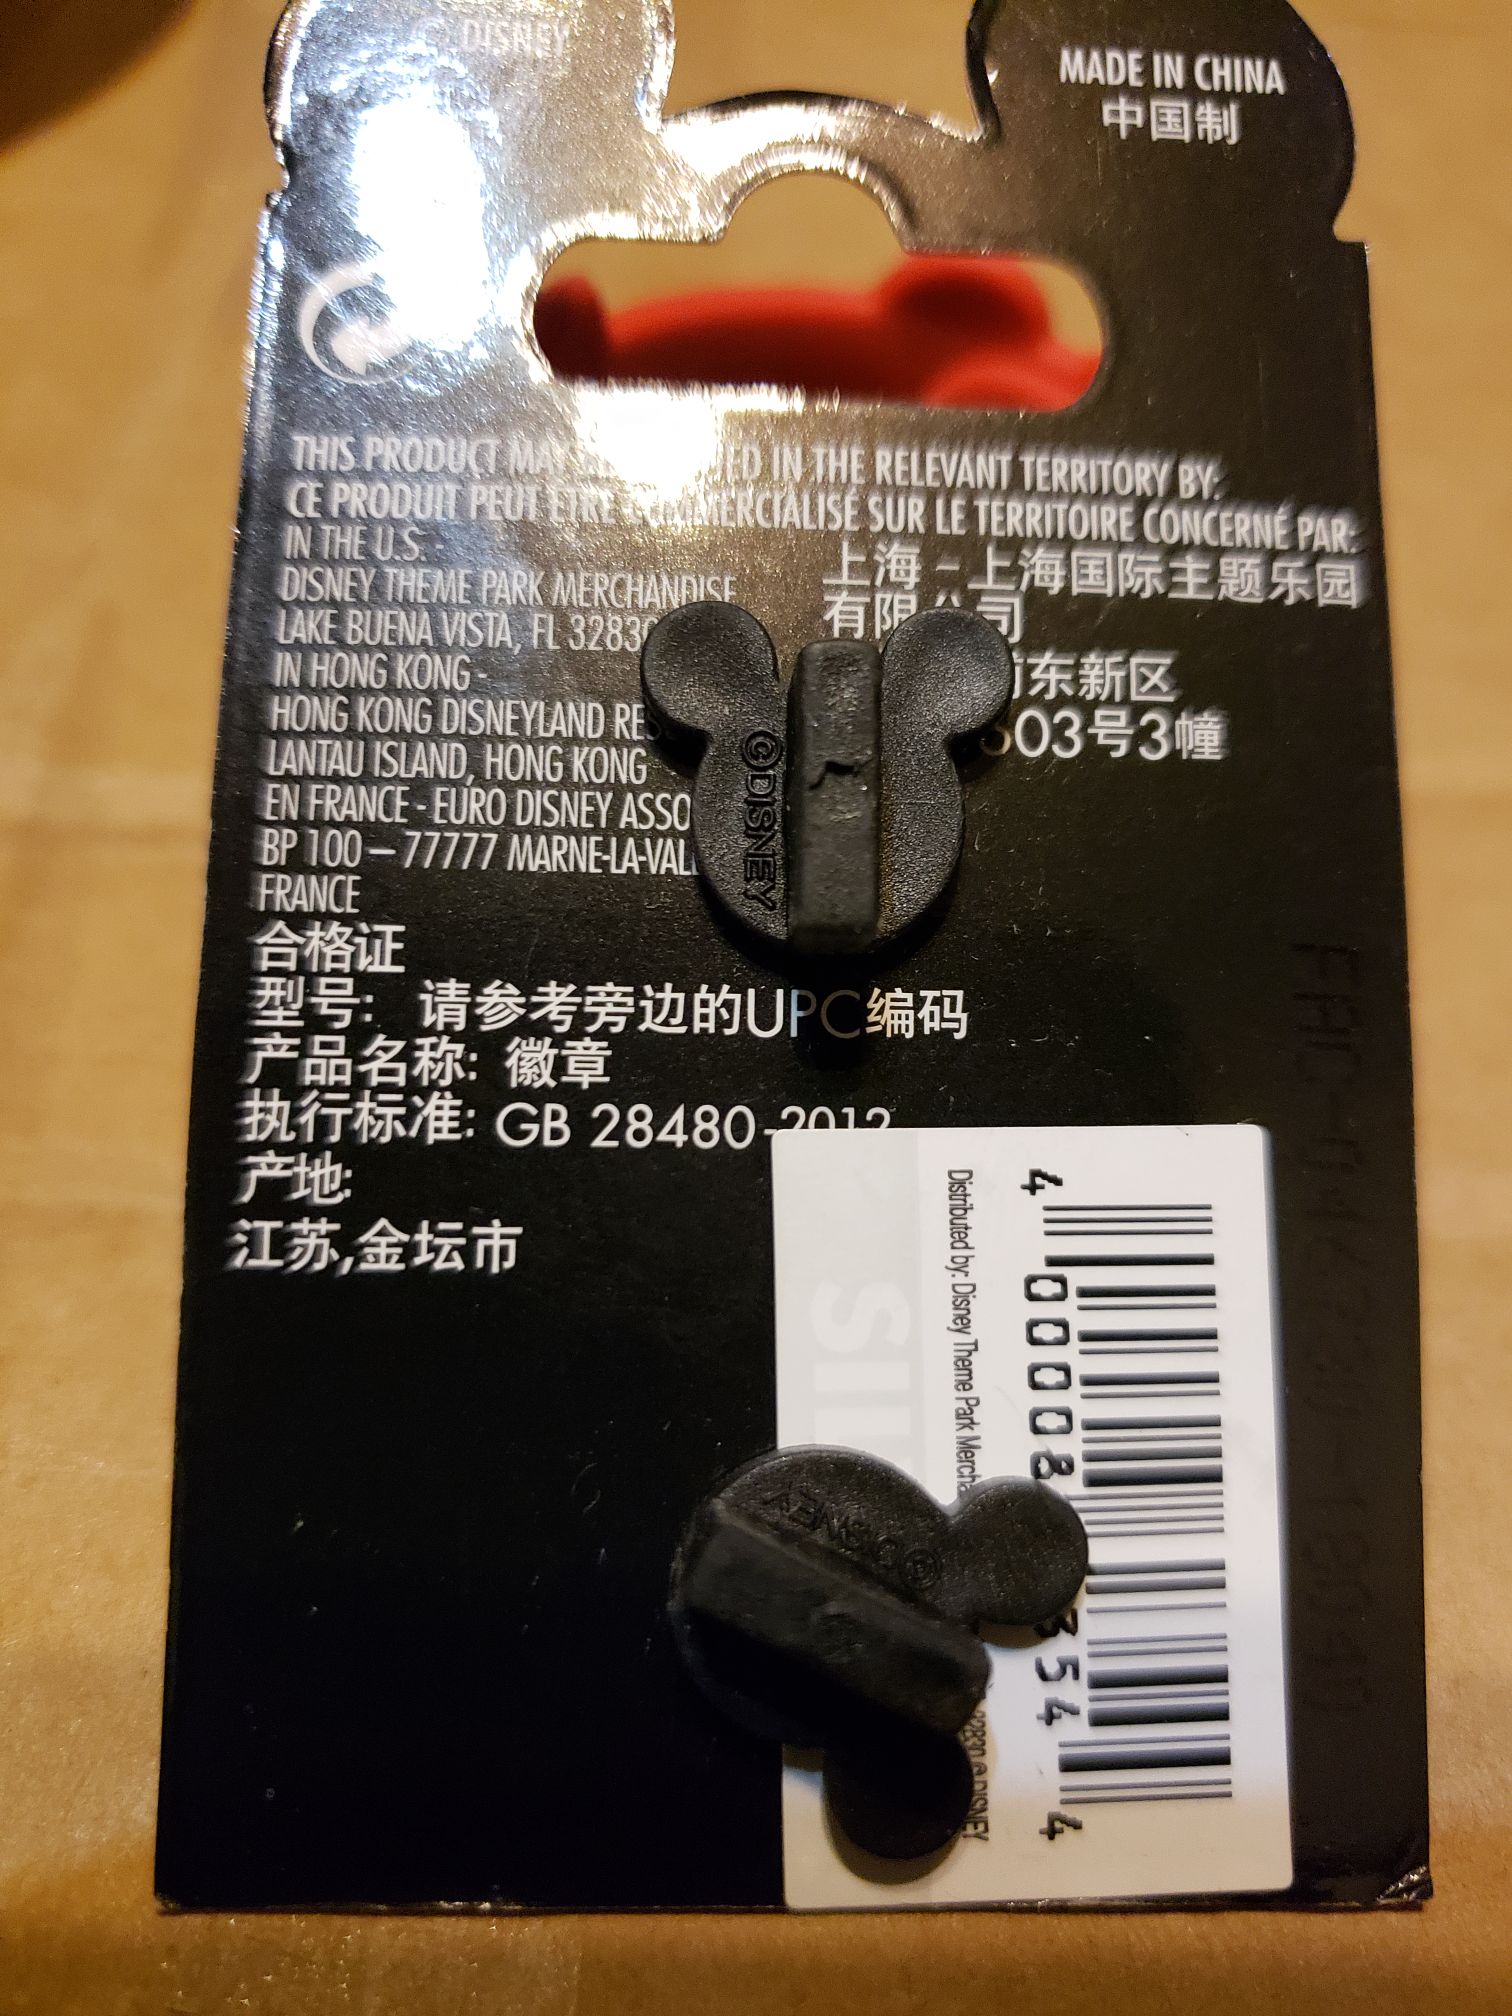 © DISNEY
MADE IN CHINA
中国制
THIS PRODUCT IN THE RELEVANT TERRITORY BY:
CE PRODUIT PEUT ÊTRE COMMERCIALISÉ SUR LE TERRITOIRE CONCERNÉ PAR:
IN THE U.S. -
DISNEY THEME PARK MERCHANDISE
LAKE BUENA VISTA, FL
IN HONG KONG -
HONG KONG DISNEYLAND
LANTAU ISLAND, HONG KONG
EN FRANCE - EURO DISNEY
BP 100 – 77777
FRANCE
上海 - 上海国际主题乐园
有限公司
东新区
03号3幢
©DISNEY
合格证
型号: 请参考旁边的UPC编码
产品名称: 徽章
执行标准: GB 28480-2012
产地:
江苏,金坛市
Distributed by: Disney Theme Park
© DISNEY
4 00008 354 4
SIL
©DISNEY